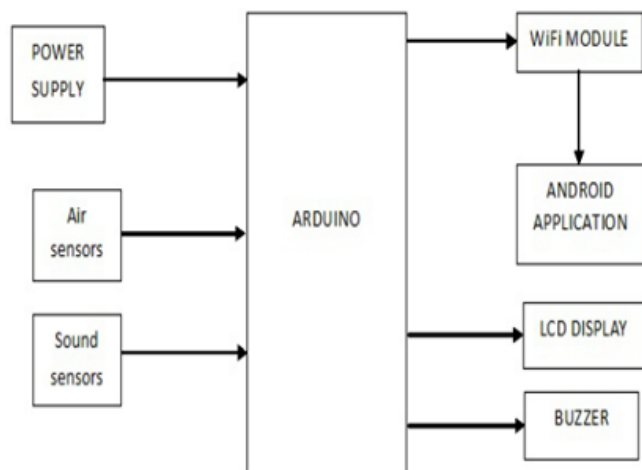 POWER
SUPPLY
Air
sensors
Sound
sensors
ARDUINO
WiFi MODULE
ANDROID
APPLICATION
LCD DISPLAY
BUZZER